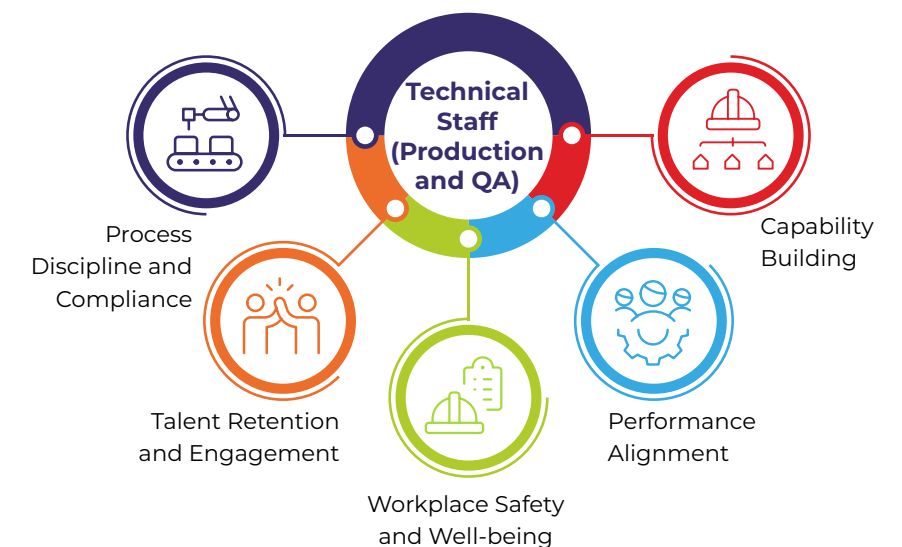 Technical
Staff
(Production
and QA)
Process
Discipline and
Compliance
Capability
Building
Talent Retention
and Engagement
Performance
Alignment
Workplace Safety
and Well-being